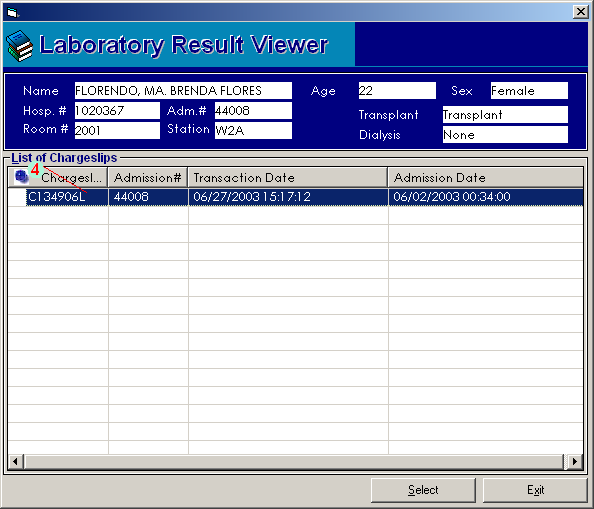 Laboratory Result Viewer
Name FLORENDO, MA. BRENDA FLORES Age 22 Sex Female
Hosp. # 1020367 Adm.# 44008 Transplant Transplant
Room # 2001 Station W2A Dialysis None
List of Chargeslips
4
Chargesl... Admission# Transaction Date Admission Date
C134906L 44008 06/27/2003 15:17:12 06/02/2003 00:34:00
Select Exit